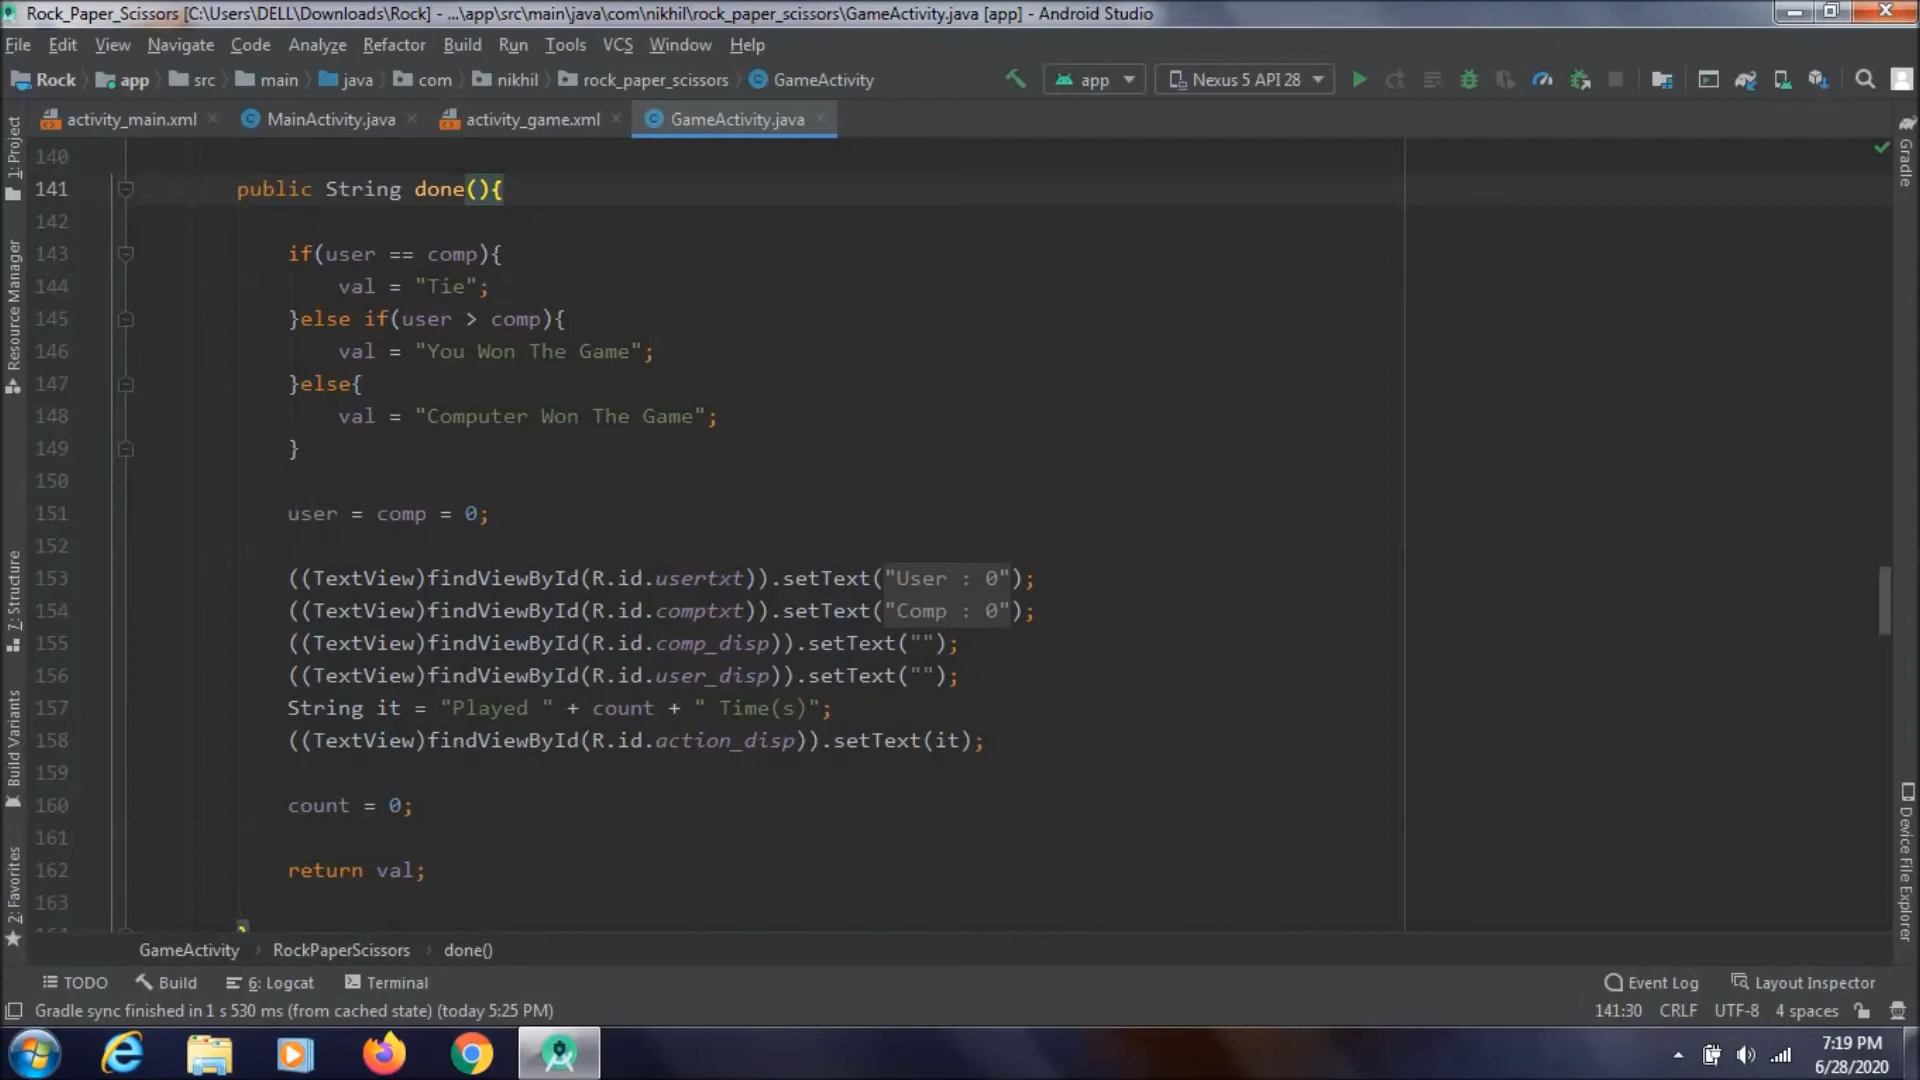 Rock_Paper_Scissors [C:\Users\DELL\Downloads\Rock] - ...\app\src\main\java\com\nikhil\rock_paper_scissors\GameActivity.java [app] - Android Studio
File Edit View Navigate Code Analyze Refactor Build Run Tools VCS Window Help
Rock app src main java com nikhil rock_paper_scissors GameActivity app Nexus 5 API 28
activity_main.xml MainActivity.java activity_game.xml GameActivity.java
1: Project
Resource Manager
7: Structure
Build Variants
2: Favorites
Gradle
Device File Explorer
140
141 public String done(){
142
143 if(user == comp){
144 val = "Tie";
145 }else if(user > comp){
146 val = "You Won The Game";
147 }else{
148 val = "Computer Won The Game";
149 }
150
151 user = comp = 0;
152
153 ((TextView)findViewById(R.id.usertxt)).setText("User : 0");
154 ((TextView)findViewById(R.id.comptxt)).setText("Comp : 0");
155 ((TextView)findViewById(R.id.comp_disp)).setText("");
156 ((TextView)findViewById(R.id.user_disp)).setText("");
157 String it = "Played " + count + " Time(s)";
158 ((TextView)findViewById(R.id.action_disp)).setText(it);
159
160 count = 0;
161
162 return val;
163
GameActivity RockPaperScissors done()
TODO Build 6: Logcat Terminal Event Log Layout Inspector
Gradle sync finished in 1 s 530 ms (from cached state) (today 5:25 PM) 141:30 CRLF UTF-8 4 spaces
7:19 PM
6/28/2020